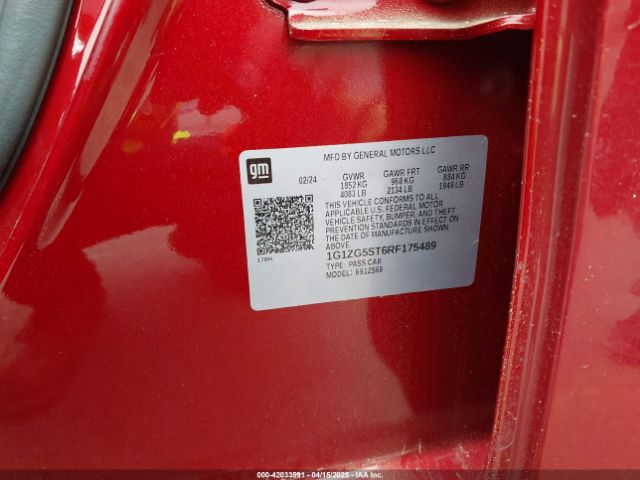 gm
MFD BY GENERAL MOTORS LLC
02/24 GVWR GAWR FRT GAWR RR
1852 KG 968 KG 884 KG
4083 LB 2134 LB 1949 LB
THIS VEHICLE CONFORMS TO ALL
APPLICABLE U.S. FEDERAL MOTOR
VEHICLE SAFETY, BUMPER, AND THEFT
PREVENTION STANDARDS IN EFFECT ON
THE DATE OF MANUFACTURE SHOWN
ABOVE.
1G1ZG5ST6RF175489
TYPE: PASS CAR
MODEL: 691ZS69
000-42033591 - 04/15/2025 - IAAI.COM